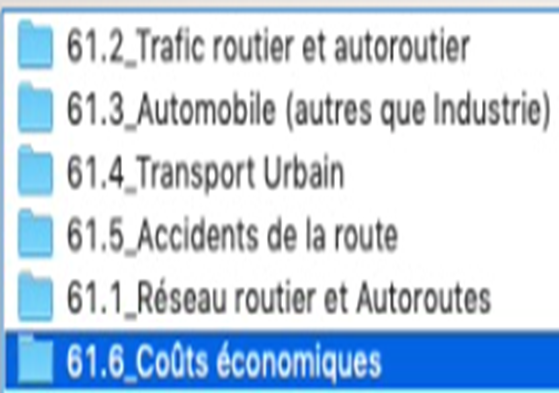 61.2_Trafic routier et autoroutier
61.3_Automobile (autres que Industrie)
61.4_Transport Urbain
61.5_Accidents de la route
61.1_Réseau routier et Autoroutes
61.6_Coûts économiques